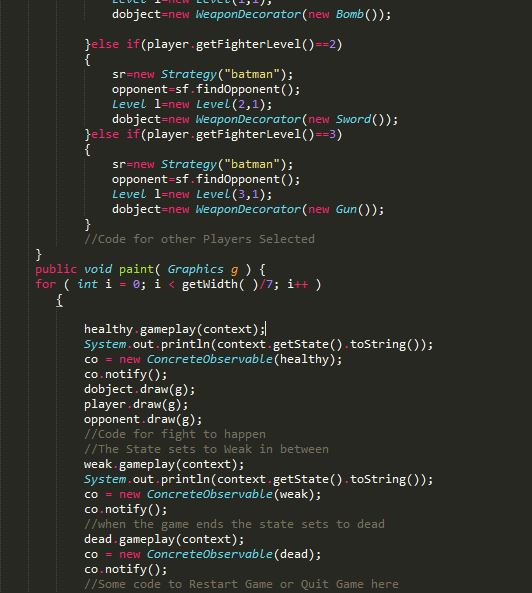 dobject=new WeaponDecorator(new Bomb());
}else if(player.getFighterLevel()==2)
{
sr=new Strategy("batman");
opponent=sf.findOpponent();
Level l=new Level(2,1);
dobject=new WeaponDecorator(new Sword());
}else if(player.getFighterLevel()==3)
{
sr=new Strategy("batman");
opponent=sf.findOpponent();
Level l=new Level(3,1);
dobject=new WeaponDecorator(new Gun());
}
//Code for other Players Selected
}
public void paint( Graphics g ) {
for ( int i = 0; i < getWidth( )/7; i++ )
{
healthy.gameplay(context);
System.out.println(context.getState().toString());
co = new ConcreteObservable(healthy);
co.notify();
dobject.draw(g);
player.draw(g);
opponent.draw(g);
//Code for fight to happen
//The State sets to Weak in between
weak.gameplay(context);
System.out.println(context.getState().toString());
co = new ConcreteObservable(weak);
co.notify();
//when the game ends the state sets to dead
dead.gameplay(context);
co = new ConcreteObservable(dead);
co.notify();
//Some code to Restart Game or Quit Game here